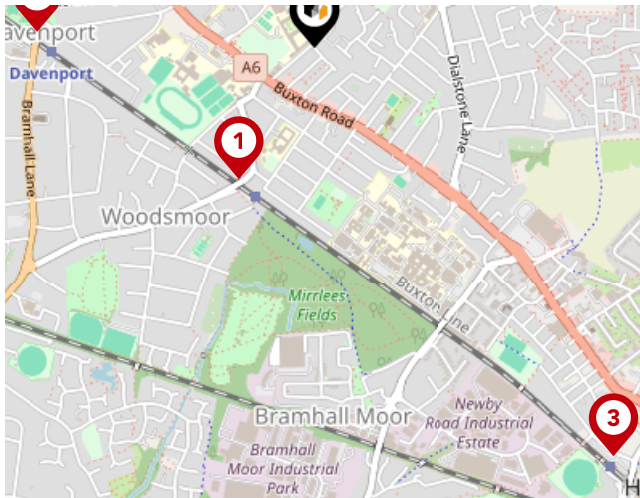 avenport
Davenport
A6
Buxton Road
Dialstone Lane
Bramhall Lane
1
Woodsmoor
Mirrlees
Fields
Buxton Line
Bramhall Moor
Newby
Road Industrial
Estate
3
Bramhall
Moor Industrial
Park
H